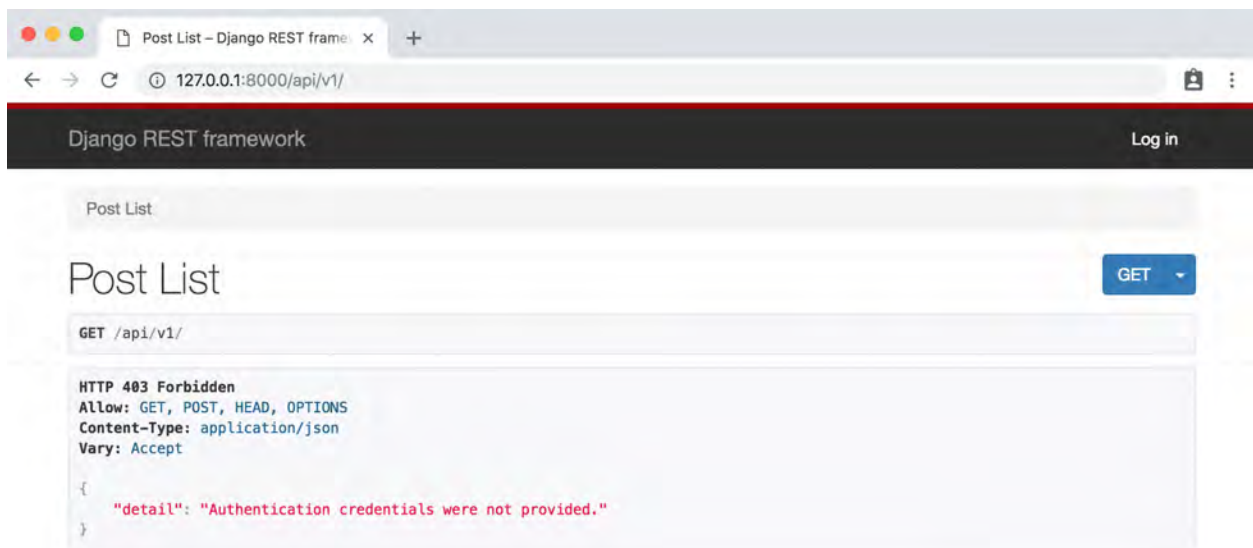 Post List – Django REST frame
127.0.0.1:8000/api/v1/
Django REST framework
Log in
Post List
Post List
GET
GET /api/v1/
HTTP 403 Forbidden
Allow: GET, POST, HEAD, OPTIONS
Content-Type: application/json
Vary: Accept
{
"detail": "Authentication credentials were not provided."
}